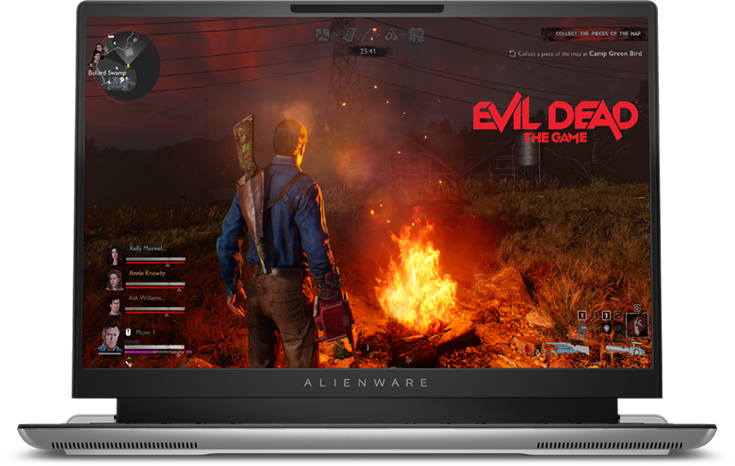 COLLECT THE PIECES OF THE MAP
25:41
Collect a piece of the map at Camp Green Bird
Bollard Swamp
EVIL DEAD
THE GAME
Kelly Maxwel...
Annie Knowby
Ash Williams...
Player 1
ALIENWARE